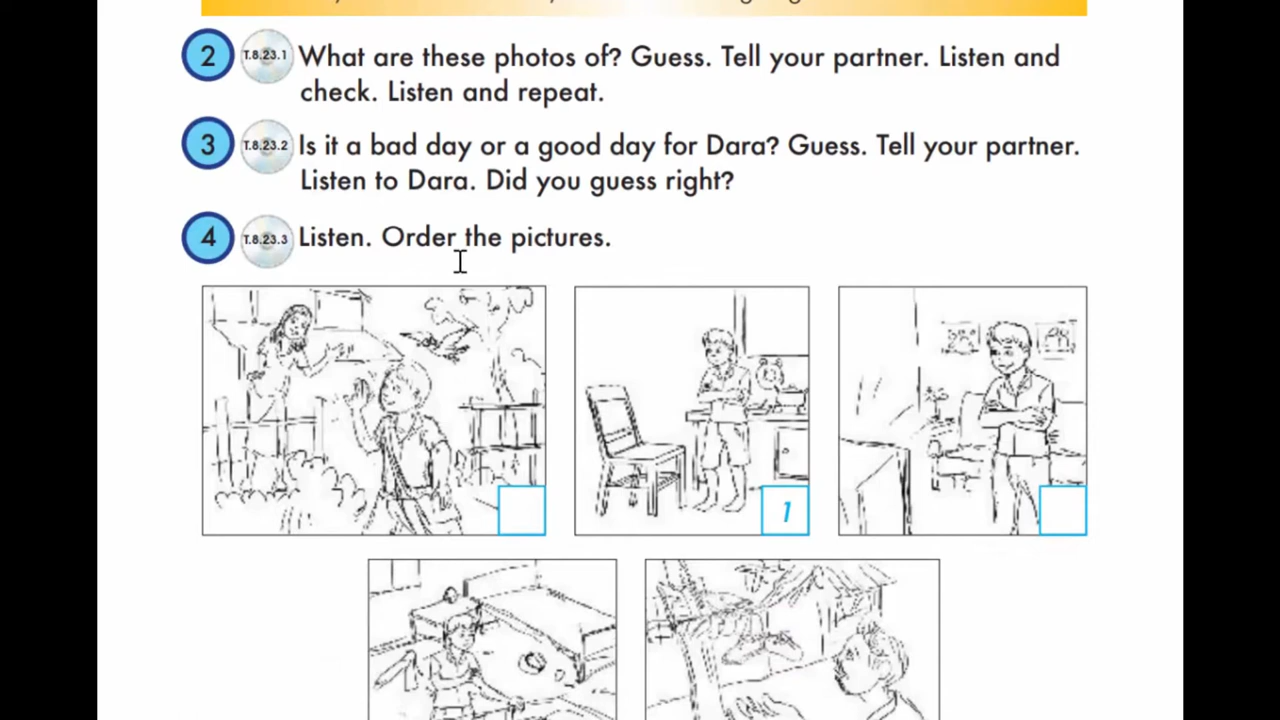 2 T.8.23.1 What are these photos of? Guess. Tell your partner. Listen and
check. Listen and repeat.
3 T.8.23.2 Is it a bad day or a good day for Dara? Guess. Tell your partner.
Listen to Dara. Did you guess right?
4 T.8.23.3 Listen. Order the pictures.
1